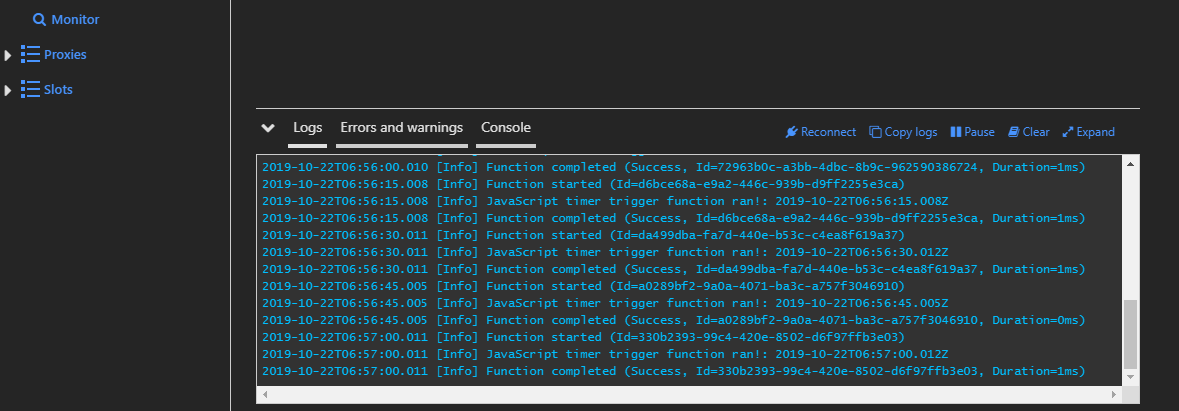 Monitor
Proxies
Slots
Logs Errors and warnings Console Reconnect Copy logs Pause Clear Expand
2019-10-22T06:56:00.010 [Info] Function completed (Success, Id=72963b0c-a3bb-4dbc-8b9c-962590386724, Duration=1ms)
2019-10-22T06:56:15.008 [Info] Function started (Id=d6bce68a-e9a2-446c-939b-d9ff2255e3ca)
2019-10-22T06:56:15.008 [Info] JavaScript timer trigger function ran!: 2019-10-22T06:56:15.008Z
2019-10-22T06:56:15.008 [Info] Function completed (Success, Id=d6bce68a-e9a2-446c-939b-d9ff2255e3ca, Duration=1ms)
2019-10-22T06:56:30.011 [Info] Function started (Id=da499dba-fa7d-440e-b53c-c4ea8f619a37)
2019-10-22T06:56:30.011 [Info] JavaScript timer trigger function ran!: 2019-10-22T06:56:30.012Z
2019-10-22T06:56:30.011 [Info] Function completed (Success, Id=da499dba-fa7d-440e-b53c-c4ea8f619a37, Duration=1ms)
2019-10-22T06:56:45.005 [Info] Function started (Id=a0289bf2-9a0a-4071-ba3c-a757f3046910)
2019-10-22T06:56:45.005 [Info] JavaScript timer trigger function ran!: 2019-10-22T06:56:45.005Z
2019-10-22T06:56:45.005 [Info] Function completed (Success, Id=a0289bf2-9a0a-4071-ba3c-a757f3046910, Duration=0ms)
2019-10-22T06:57:00.011 [Info] Function started (Id=330b2393-99c4-420e-8502-d6f97ffb3e03)
2019-10-22T06:57:00.011 [Info] JavaScript timer trigger function ran!: 2019-10-22T06:57:00.012Z
2019-10-22T06:57:00.011 [Info] Function completed (Success, Id=330b2393-99c4-420e-8502-d6f97ffb3e03, Duration=1ms)